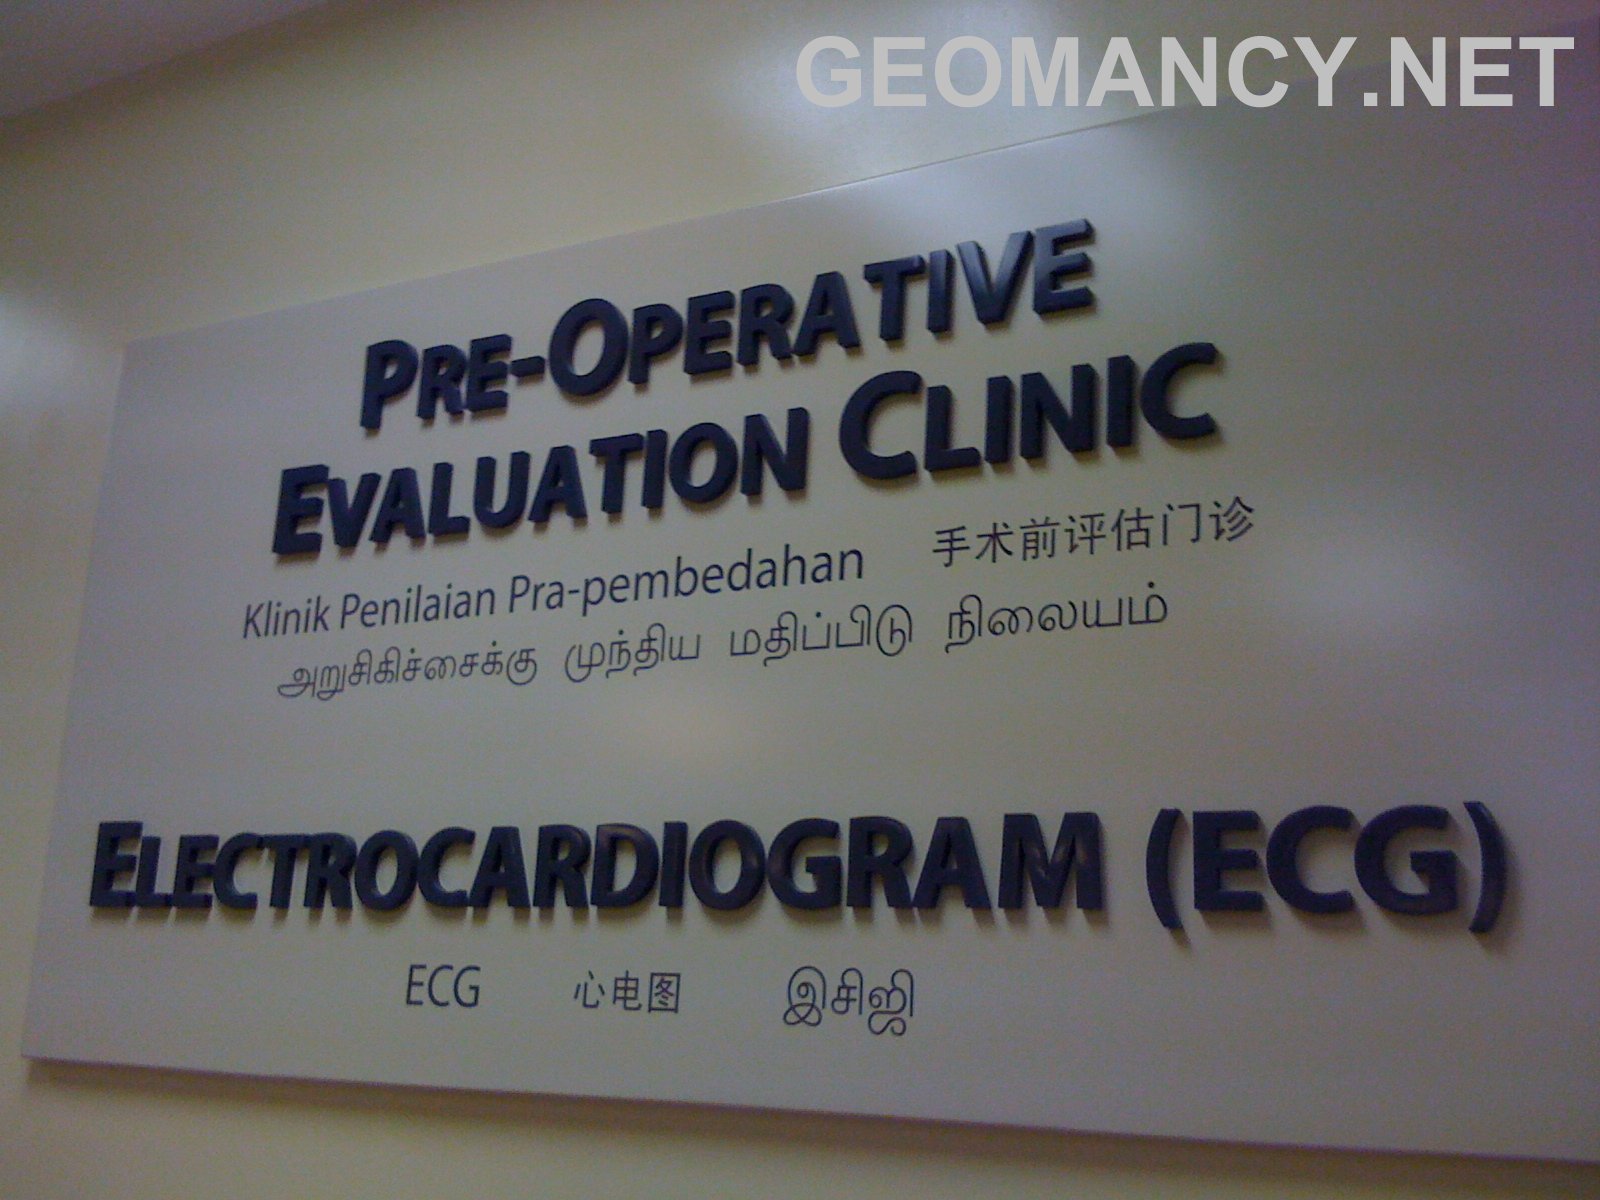 GEOMANCY.NET
PRE-OPERATIVE
EVALUATION CLINIC
Klinik Penilaian Pra-pembedahan 手术前评估门诊
அறுசிகிச்சைக்கு முந்திய மதிப்பிடு நிலையம்
ELECTROCARDIOGRAM (ECG)
ECG 心电图 இசிஜி